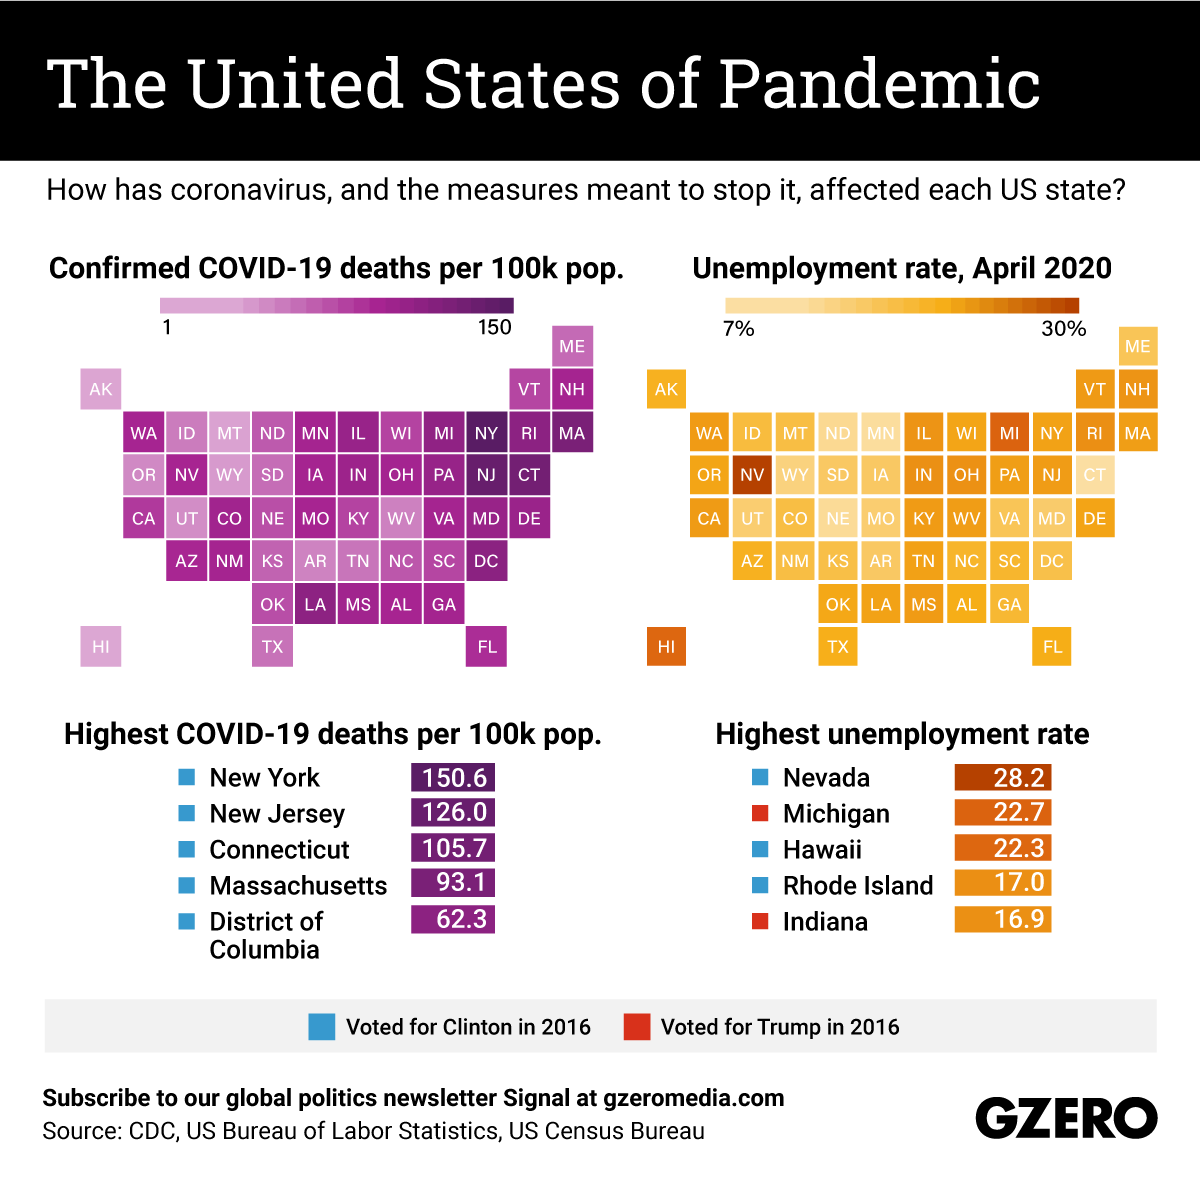 The United States of Pandemic
How has coronavirus, and the measures meant to stop it, affected each US state?
Confirmed COVID-19 deaths per 100k pop.
1 150
ME
AK VT NH
WA ID MT ND MN IL WI MI NY RI MA
OR NV WY SD IA IN OH PA NJ CT
CA UT CO NE MO KY WV VA MD DE
AZ NM KS AR TN NC SC DC
OK LA MS AL GA
HI TX FL
Unemployment rate, April 2020
7% 30%
ME
AK VT NH
WA ID MT ND MN IL WI MI NY RI MA
OR NV WY SD IA IN OH PA NJ CT
CA UT CO NE MO KY WV VA MD DE
AZ NM KS AR TN NC SC DC
OK LA MS AL GA
HI TX FL
Highest COVID-19 deaths per 100k pop.
New York 150.6
New Jersey 126.0
Connecticut 105.7
Massachusetts 93.1
District of 62.3
Columbia
Highest unemployment rate
Nevada 28.2
Michigan 22.7
Hawaii 22.3
Rhode Island 17.0
Indiana 16.9
Voted for Clinton in 2016 Voted for Trump in 2016
Subscribe to our global politics newsletter Signal at gzeromedia.com
Source: CDC, US Bureau of Labor Statistics, US Census Bureau
GZERO